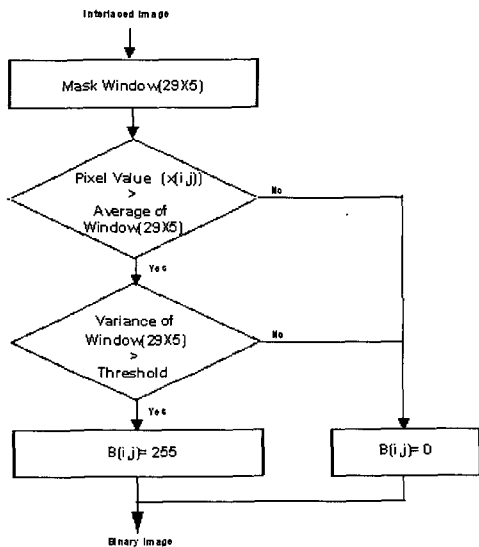 Interlaced Image
Mask Window(29X5)
Pixel Value (x(i,j))
>
Average of
Window(29X5)
No
Yes
Variance of
Window(29X5)
>
Threshold
No
Yes
B(i,j)= 255
B(i,j)= 0
Binary Image